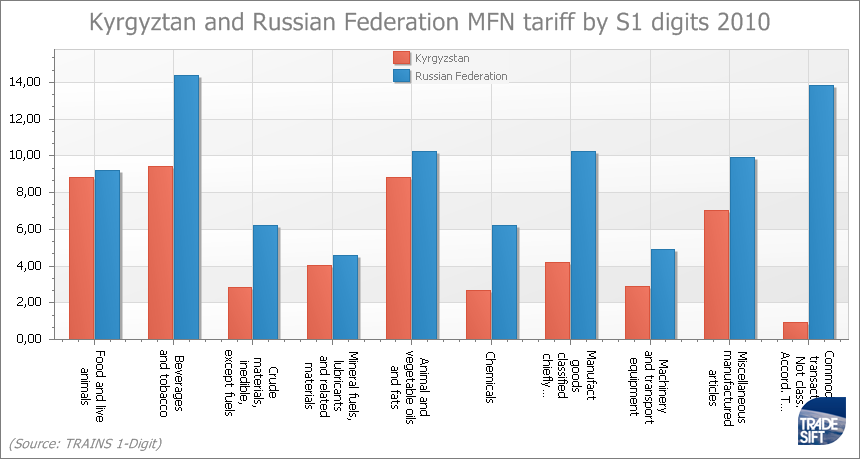 Kyrgyztan and Russian Federation MFN tariff by S1 digits 2010
Kyrgyzstan
Russian Federation
14,00
12,00
10,00
8,00
6,00
4,00
2,00
0,00
Food and live
animals
Beverages
and tobacco
Crude
materials,
inedible,
except fuels
Mineral fuels,
lubricants
and related
materials
Animal and
vegetable oils
and fats
Chemicals
Manufact
goods
classified
chiefly...
Machinery
and transport
equipment
Miscellaneous
manufactured
articles
Commod
transact
Not class.
Accord. T...
(Source: TRAINS 1-Digit)
TRADE
SIFT